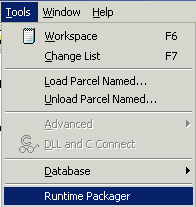 Tools Window Help
Workspace F6
Change List F7
Load Parcel Named...
Unload Parcel Named...
Advanced
DLL and C Connect
Database
Runtime Packager